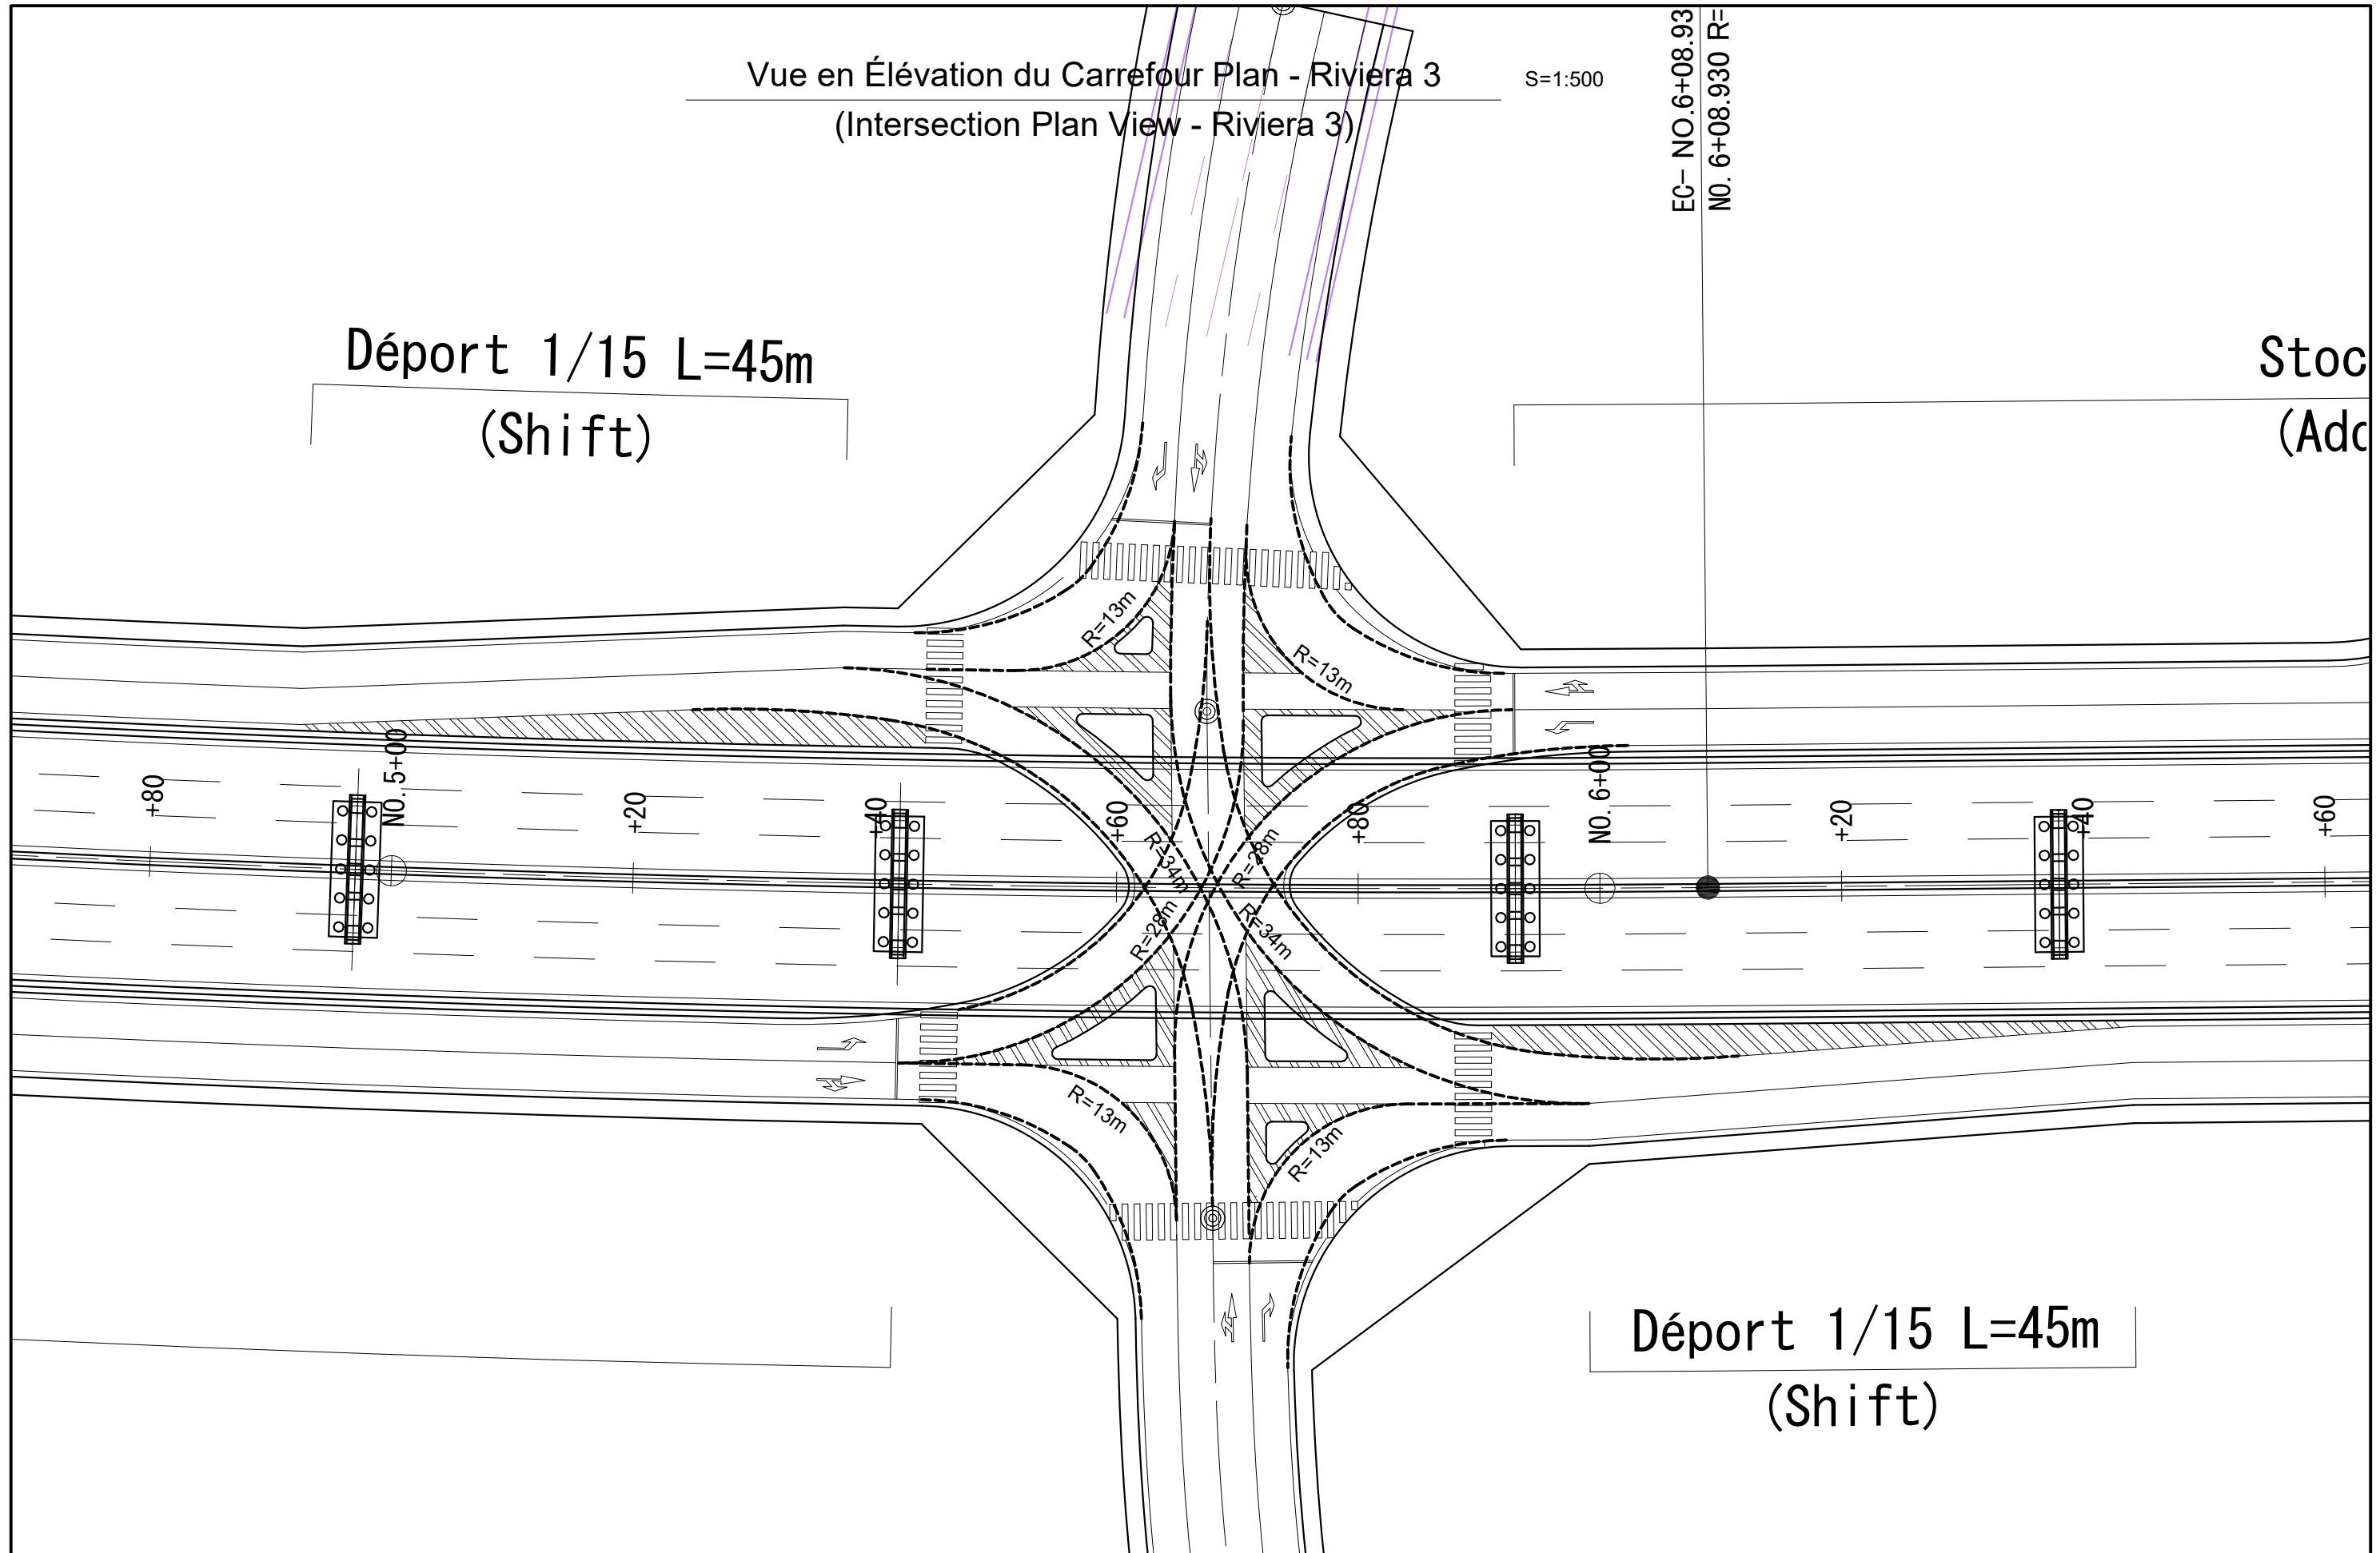 Vue en Élévation du Carrefour Plan - Riviera 3
S=1:500
(Intersection Plan View - Riviera 3)
EC- NO.6+08.93
NO.6+08.930 R=
Déport 1/15 L=45m
(Shift)
Stoc
(Adc
R=13m
R=13m
+80
NO.5+00
+20
+40
+60
+80
NO.6+00
+20
+40
+60
R=34m
R=28m
R=28m
R=34m
R=13m
R=13m
Déport 1/15 L=45m
(Shift)